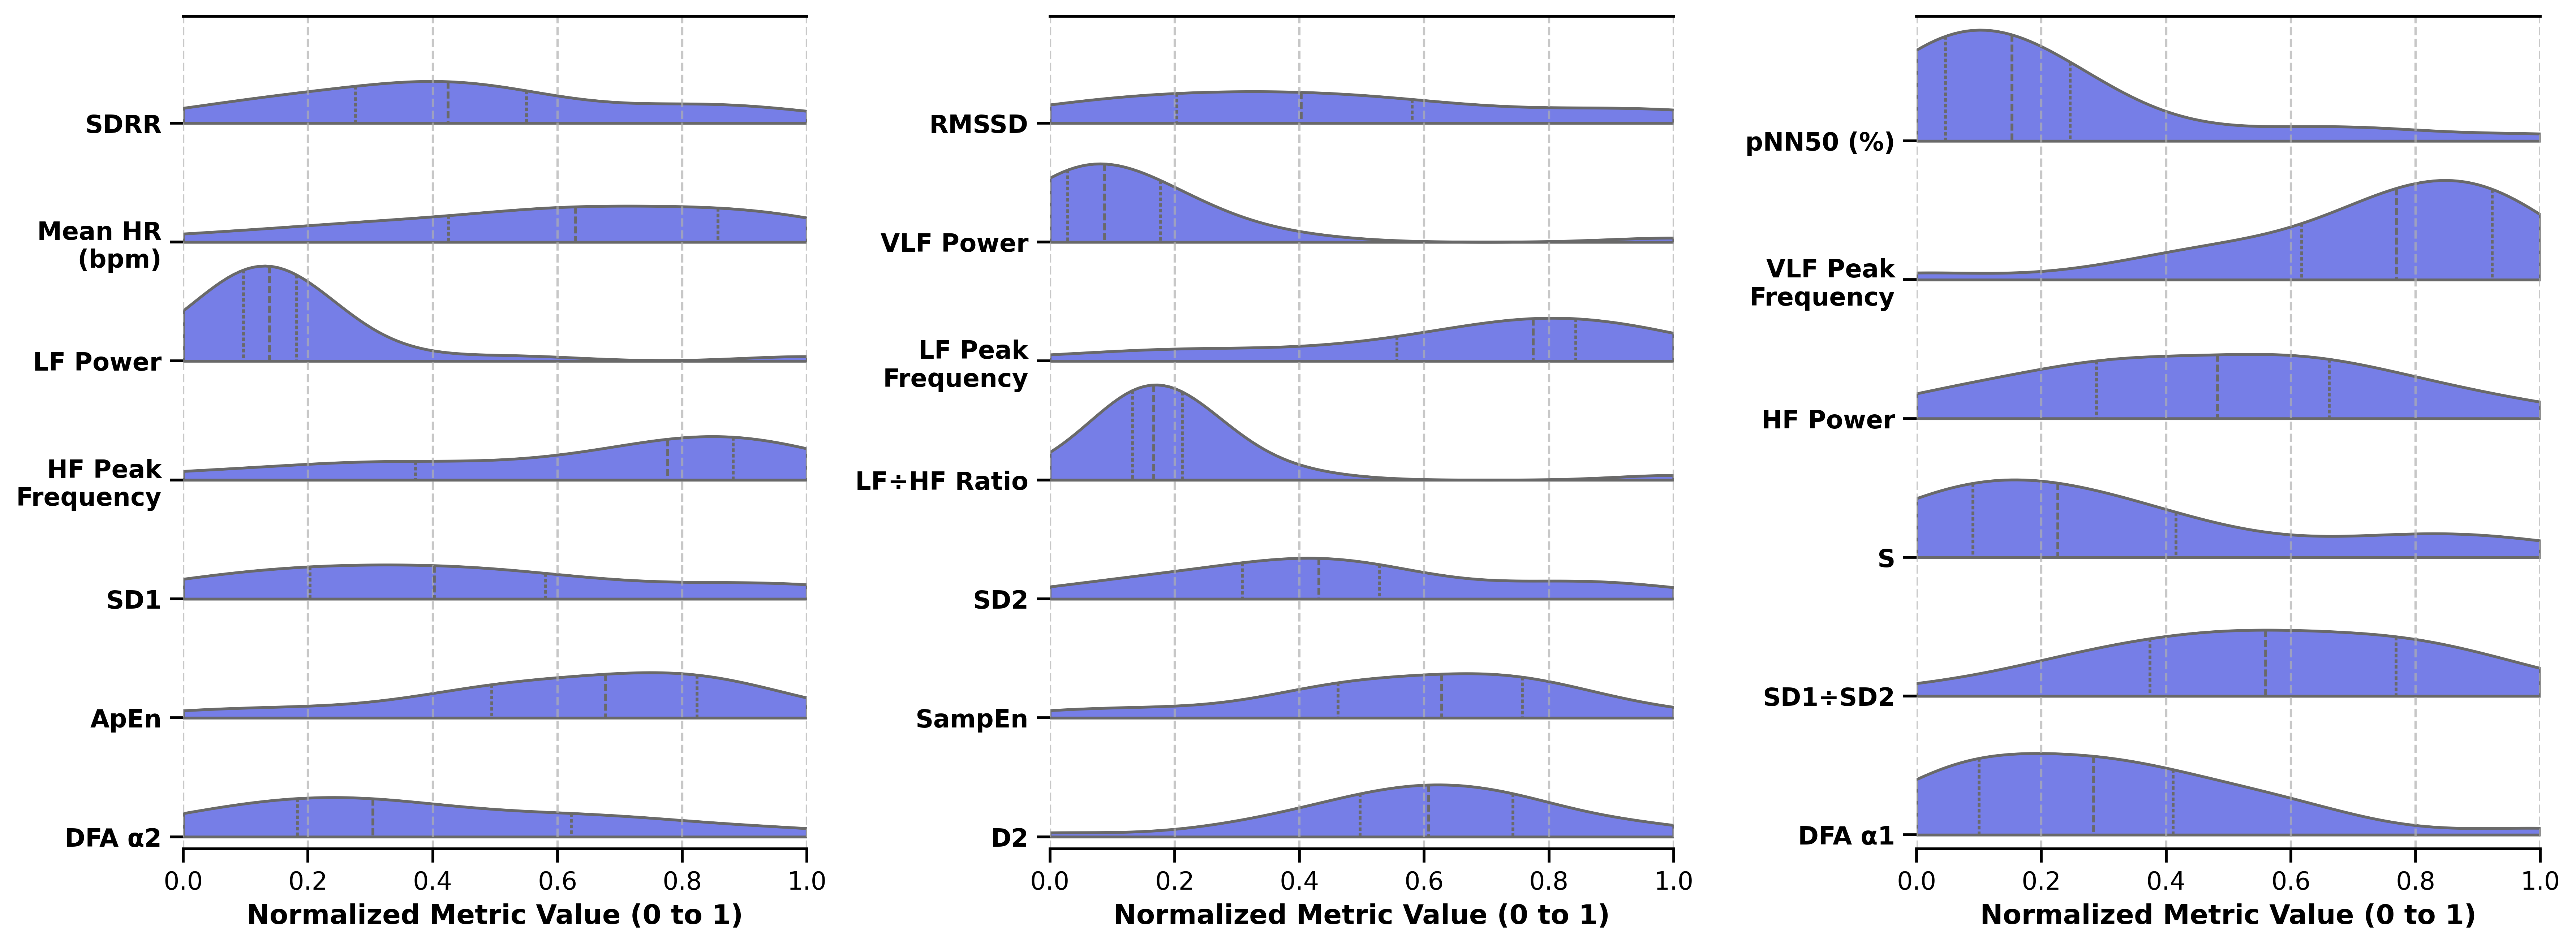 SDRR
Mean HR
(bpm)
LF Power
HF Peak
Frequency
SD1
ApEn
DFA α2
0.0 0.2 0.4 0.6 0.8 1.0
Normalized Metric Value (0 to 1)
RMSSD
VLF Power
LF Peak
Frequency
LF÷HF Ratio
SD2
SampEn
D2
0.0 0.2 0.4 0.6 0.8 1.0
Normalized Metric Value (0 to 1)
pNN50 (%)
VLF Peak
Frequency
HF Power
S
SD1÷SD2
DFA α1
0.0 0.2 0.4 0.6 0.8 1.0
Normalized Metric Value (0 to 1)